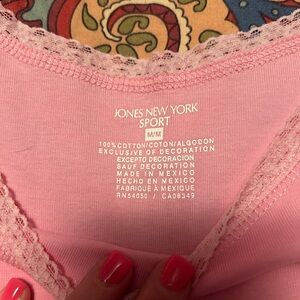 JONES NEW YORK
SPORT
M/M
100% COTTON/COTON/ALGODON
EXCLUSIVE OF DECORATION
EXCEPTO DECORACION
SAUF DECORATION
MADE IN MEXICO
HECHO EN MEXICO
FABRIQUÉ À MEXIQUE
RN54050 / CA08349